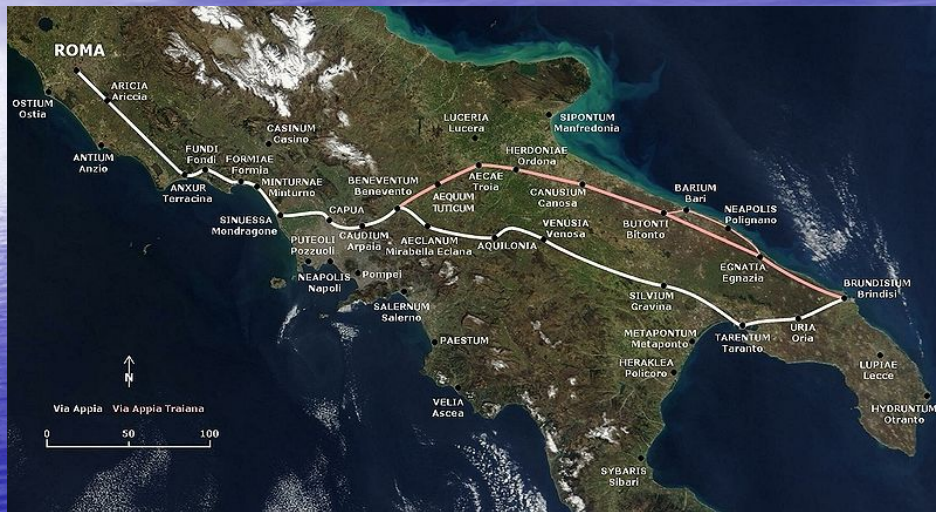 ROMA
ARICIA
Ariccia
OSTIUM
Ostia
ANTIUM
Anzio
CASINUM
Casino
FUNDI
Fondi
FORMIAE
Formia
ANXUR
Terracina
MINTURNAE
Minturno
SINUESSA
Mondragone
CAPUA
CAUDIUM
Arpaia
PUTEOLI
Pozzuoli
NEAPOLIS
Napoli
Pompei
SALERNUM
Salerno
PAESTUM
VELIA
Ascea
LUCERIA
Lucera
SIPONTUM
Manfredonia
BENEVENTUM
Benevento
AEQUUM
TUTICUM
AECAE
Troia
HERDONIAE
Ordona
CANUSIUM
Canosa
BARIUM
Bari
BUTONTI
Bitonto
NEAPOLIS
Polignano
EGNATIA
Egnazia
BRUNDISIUM
Brindisi
AECLANUM
Mirabella Eclana
AQUILONIA
VENUSIA
Venosa
SILVIUM
Gravina
TARENTUM
Taranto
URIA
Oria
METAPONTUM
Metaponto
HERAKLEA
Policoro
LUPIAE
Lecce
HYDRUNTUM
Otranto
SYBARIS
Sibari
N
Via Appia Via Appia Traiana
0 50 100